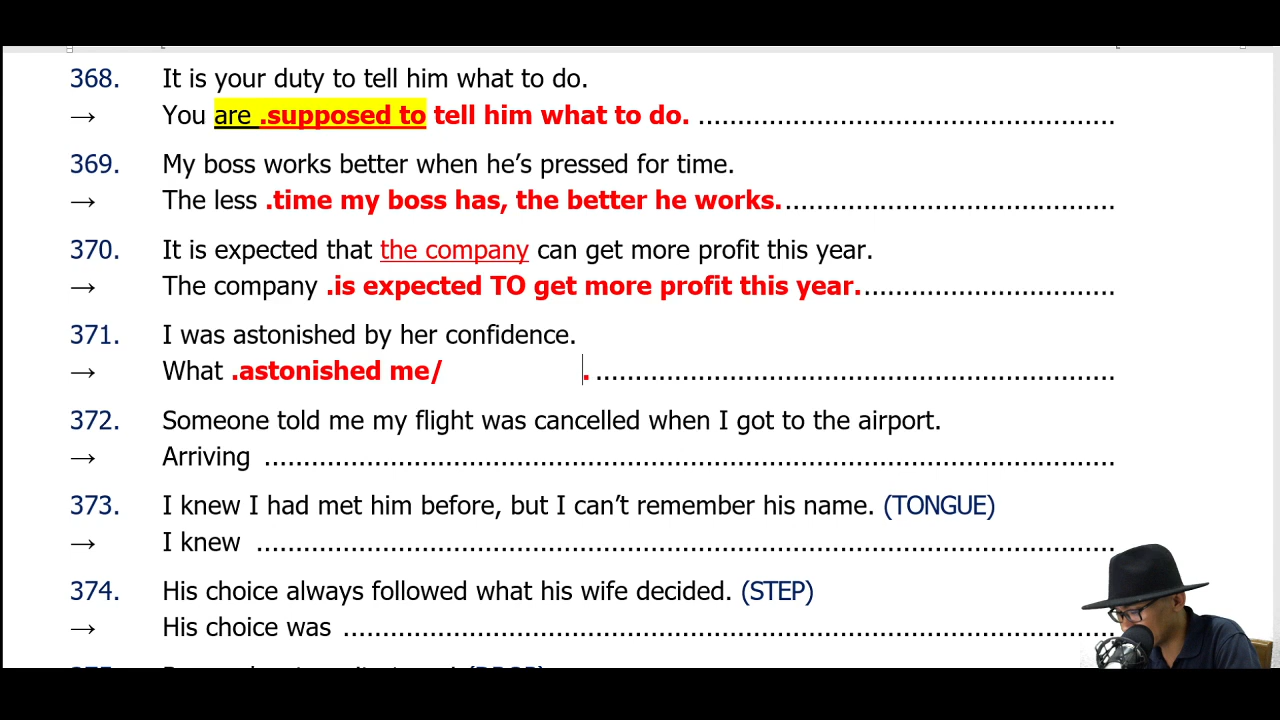 368. It is your duty to tell him what to do.
→ You are .supposed to tell him what to do. ......................................................
369. My boss works better when he’s pressed for time.
→ The less .time my boss has, the better he works. ..........................................
370. It is expected that the company can get more profit this year.
→ The company .is expected TO get more profit this year. ................................
371. I was astonished by her confidence.
→ What .astonished me/ . ...................................................................
372. Someone told me my flight was cancelled when I got to the airport.
→ Arriving .............................................................................................................
373. I knew I had met him before, but I can’t remember his name. (TONGUE)
→ I knew ..............................................................................................................
374. His choice always followed what his wife decided. (STEP)
→ His choice was ...................................................................................................